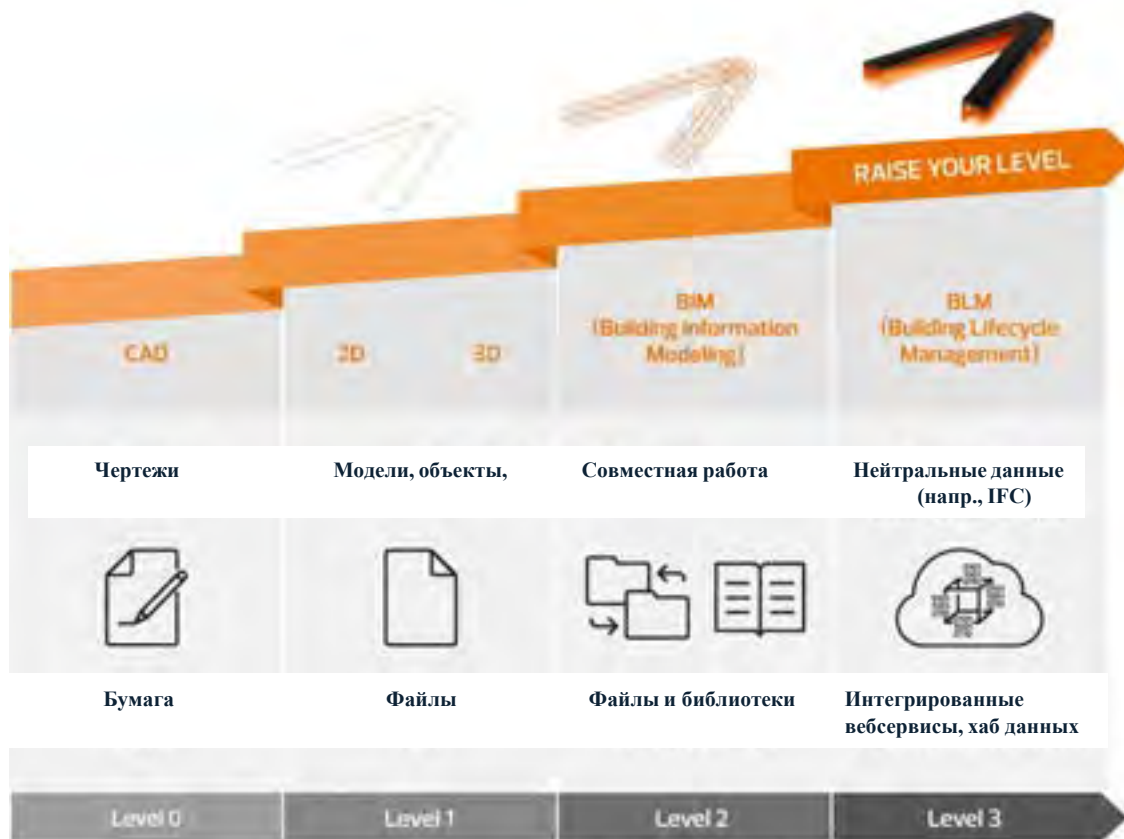 RAISE YOUR LEVEL
CAD
2D
3D
BIM
(Building Information
Modeling)
BLM
(Building Lifecycle
Management)
Чертежи
Модели, объекты,
Совместная работа
Нейтральные данные
(напр., IFC)
Бумага
Файлы
Файлы и библиотеки
Интегрированные
вебсервисы, хаб данных
Level 0
Level 1
Level 2
Level 3